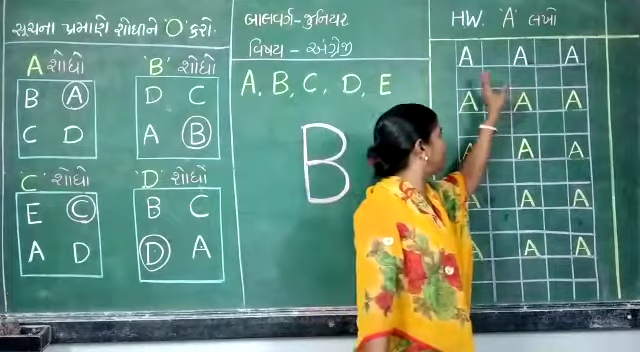 સૂચના પ્રમાણે શોધીને 'O' કરો.
A શોધો
B A
C D
'B' શોધો
D C
A B
'C' શોધો
E C
A D
'D' શોધો
B C
D A
બાલવર્ગ - જુનિયર
વિષય - અંગ્રેજી
A, B, C, D, E
B
HW. 'A' લખો
A A A
A A A
A A A
A A A
A A A